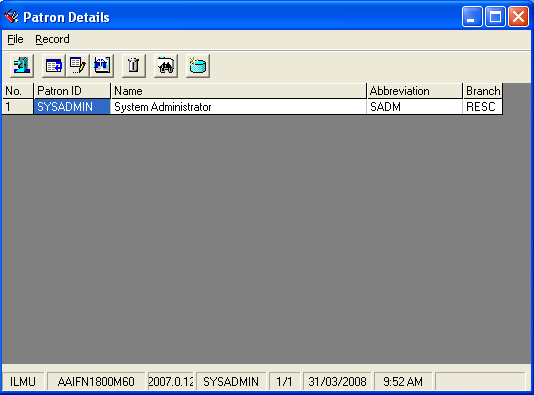 Patron Details
File Record
No. Patron ID Name Abbreviation Branch
1 SYSADMIN System Administrator SADM RESC
ILMU AAIFN1800M60 2007.0.12 SYSADMIN 1/1 31/03/2008 9:52 AM